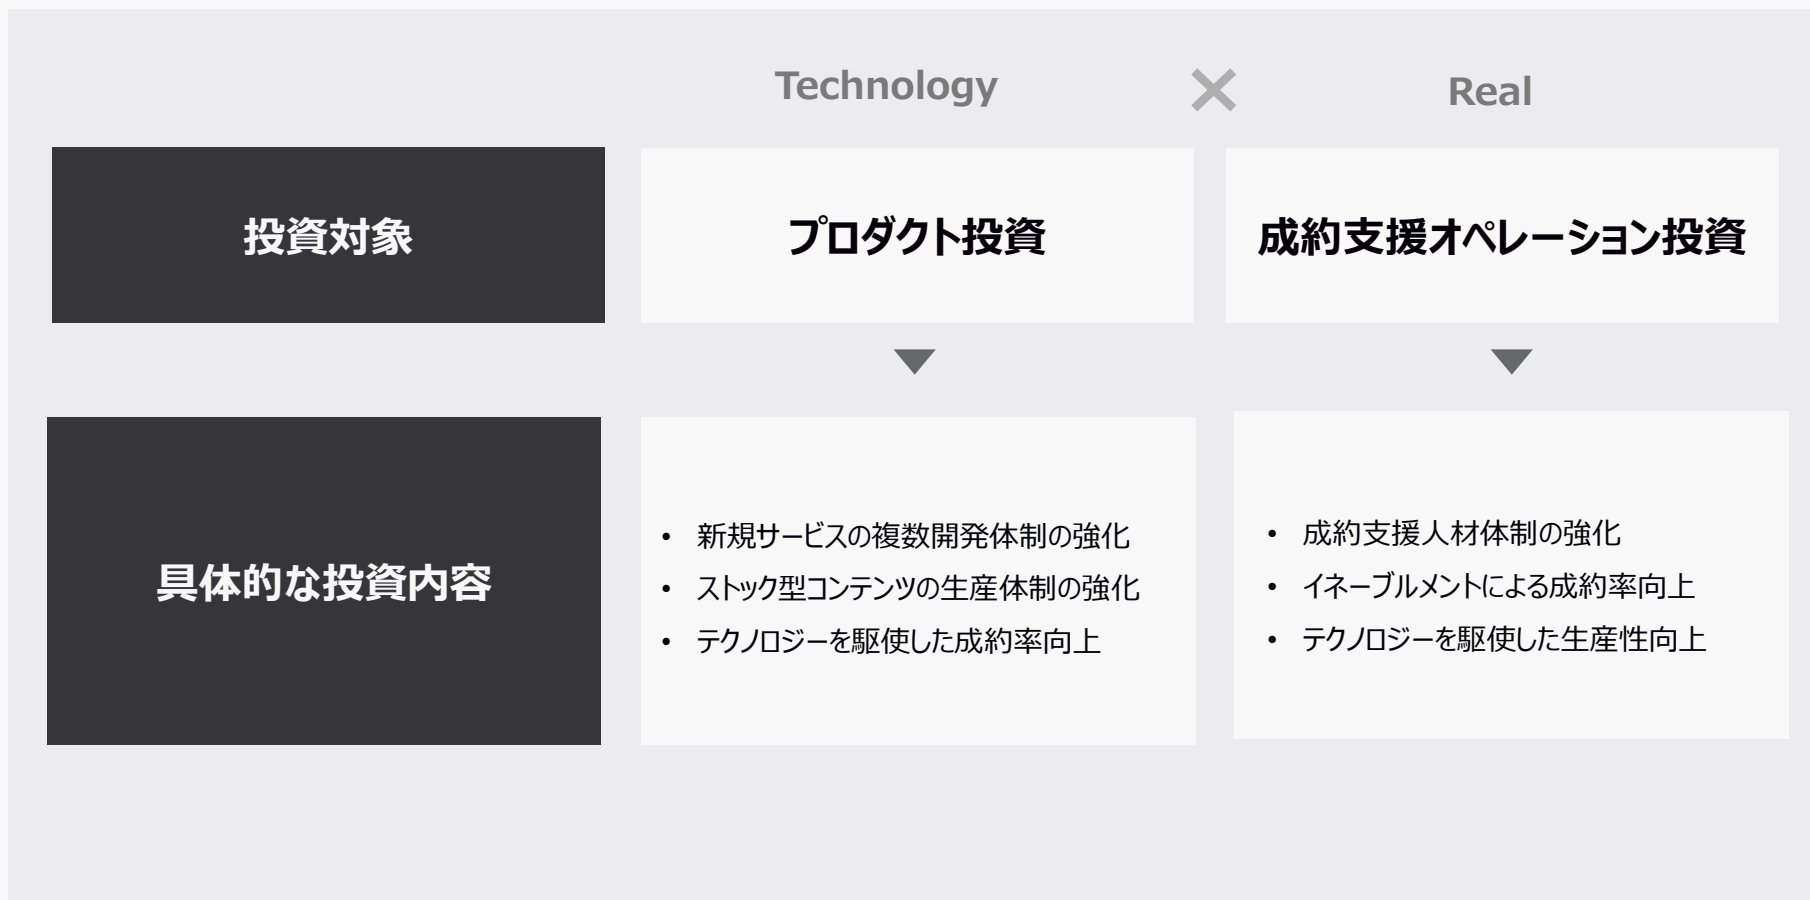 Technology × Real
投資対象
プロダクト投資
成約支援オペレーション投資
具体的な投資内容
• 新規サービスの複数開発体制の強化
• ストック型コンテンツの生産体制の強化
• テクノロジーを駆使した成約率向上
• 成約支援人材体制の強化
• イネーブルメントによる成約率向上
• テクノロジーを駆使した生産性向上